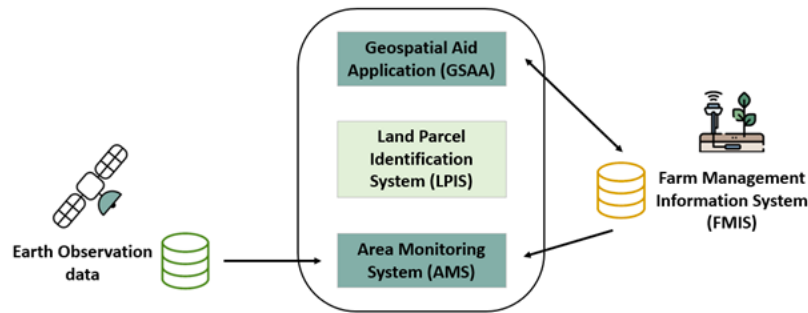 Geospatial Aid
Application (GSAA)
Land Parcel
Identification
System (LPIS)
Area Monitoring
System (AMS)
Earth Observation
data
Farm Management
Information System
(FMIS)